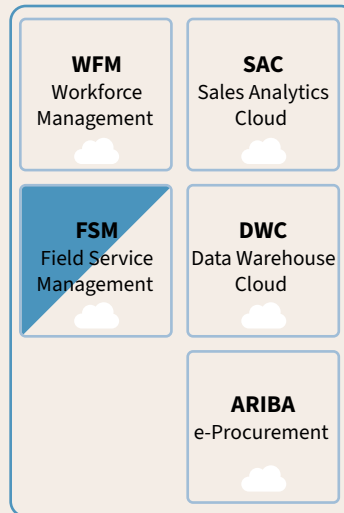 WFM
Workforce
Management
SAC
Sales Analytics
Cloud
FSM
Field Service
Management
DWC
Data Warehouse
Cloud
ARIBA
e-Procurement